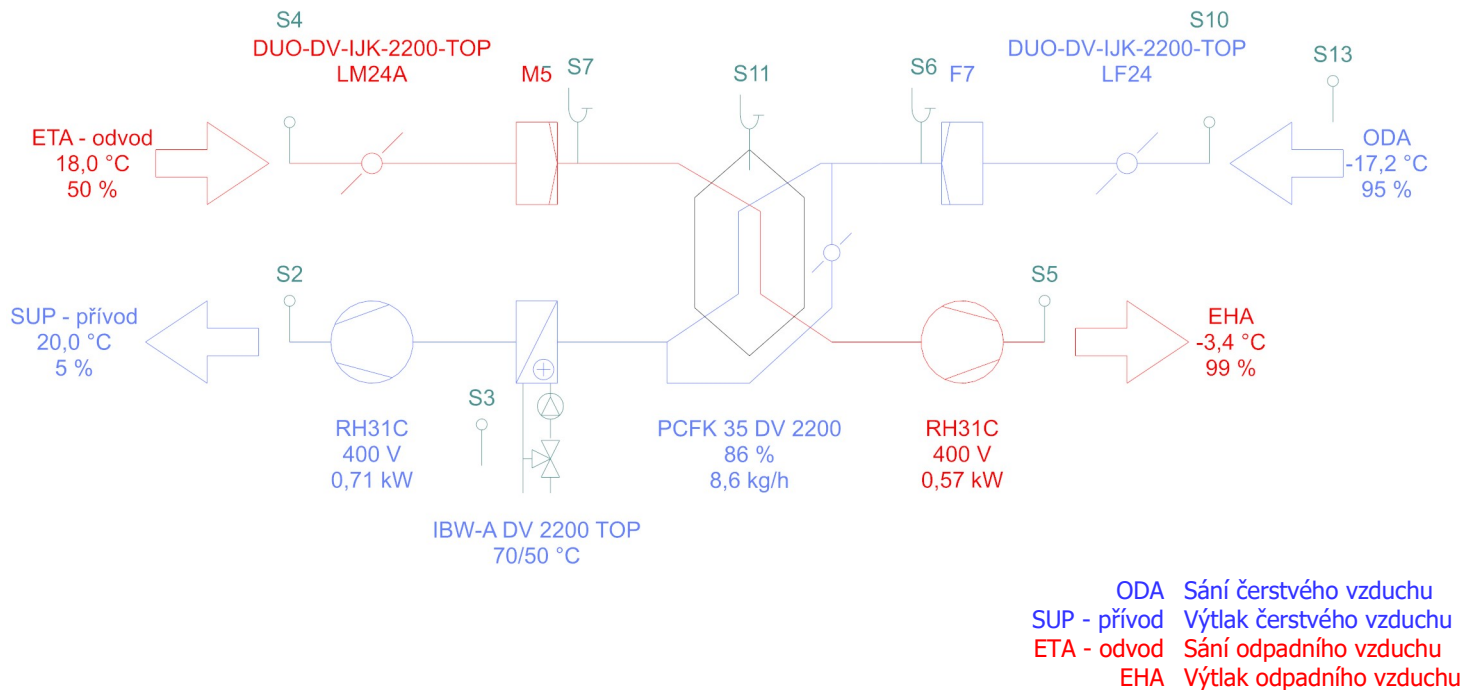 S4
DUO-DV-IJK-2200-TOP
LM24A
M5
S7
S11
S6
F7
S10
DUO-DV-IJK-2200-TOP
LF24
S13
ETA - odvod
18,0 °C
50 %
ODA
-17,2 °C
95 %
S2
S5
SUP - přívod
20,0 °C
5 %
EHA
-3,4 °C
99 %
S3
RH31C
400 V
0,71 kW
PCFK 35 DV 2200
86 %
8,6 kg/h
RH31C
400 V
0,57 kW
IBW-A DV 2200 TOP
70/50 °C
ODA Sání čerstvého vzduchu
SUP - přívod Výtlak čerstvého vzduchu
ETA - odvod Sání odpadního vzduchu
EHA Výtlak odpadního vzduchu